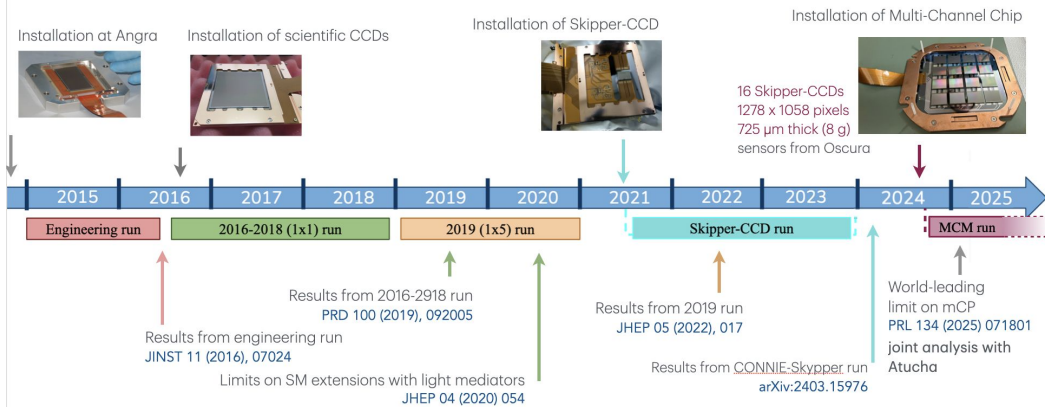 Installation at Angra
Installation of scientific CCDs
Installation of Skipper-CCD
Installation of Multi-Channel Chip
16 Skipper-CCDs
1278 x 1058 pixels
725 µm thick (8 g)
sensors from Oscura
2015 2016 2017 2018 2019 2020 2021 2022 2023 2024 2025
Engineering run
2016-2018 (1x1) run
2019 (1x5) run
Skipper-CCD run
MCM run
Results from engineering run
JINST 11 (2016), 07024
Results from 2016-2918 run
PRD 100 (2019), 092005
Limits on SM extensions with light mediators
JHEP 04 (2020) 054
Results from 2019 run
JHEP 05 (2022), 017
Results from CONNIE-Skypper run
arXiv:2403.15976
World-leading
limit on mCP
PRL 134 (2025) 071801
joint analysis with
Atucha